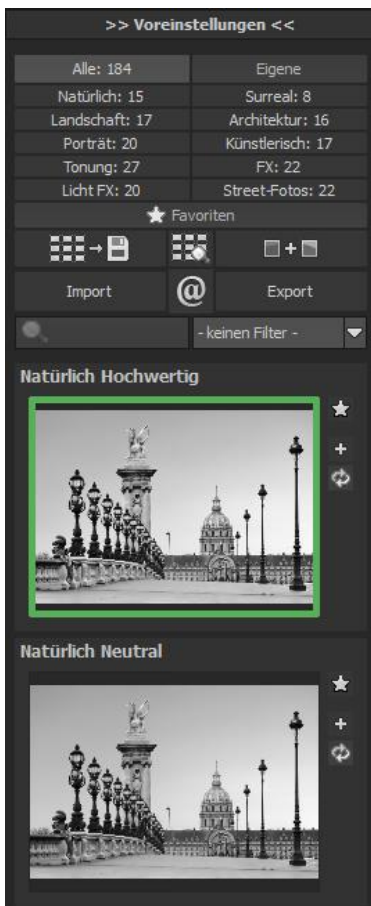 >> Voreinstellungen <<
Alle: 184 Eigene
Natürlich: 15 Surreal: 8
Landschaft: 17 Architektur: 16
Porträt: 20 Künstlerisch: 17
Tonung: 27 FX: 22
Licht FX: 20 Street-Fotos: 22
Favoriten
Import @ Export
- keinen Filter -
Natürlich Hochwertig
Natürlich Neutral